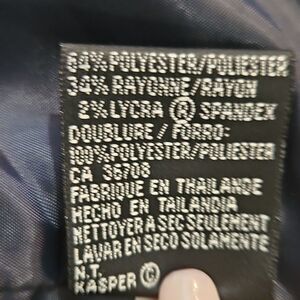 64% POLYESTER/POLIESTER
34% RAYONNE/RAYON
2% LYCRA ® SPANDEX
DOUBLURE / FORRO:
100% POLYESTER/POLIESTER
CA 36708
FABRIQUE EN THAILANDE
HECHO EN TAILANDIA
NETTOYER A SEC SEULEMENT
LAVAR EN SECO SOLAMENTE
N.T.
KASPER ©